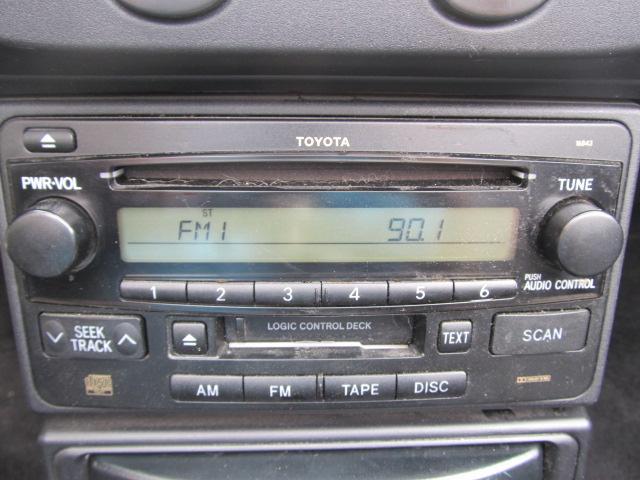 TOYOTA
PWR•VOL
TUNE
ST
FM1 90.1
PUSH
AUDIO CONTROL
1 2 3 4 5 6
LOGIC CONTROL DECK
SEEK
TRACK
TEXT
SCAN
AM FM TAPE DISC